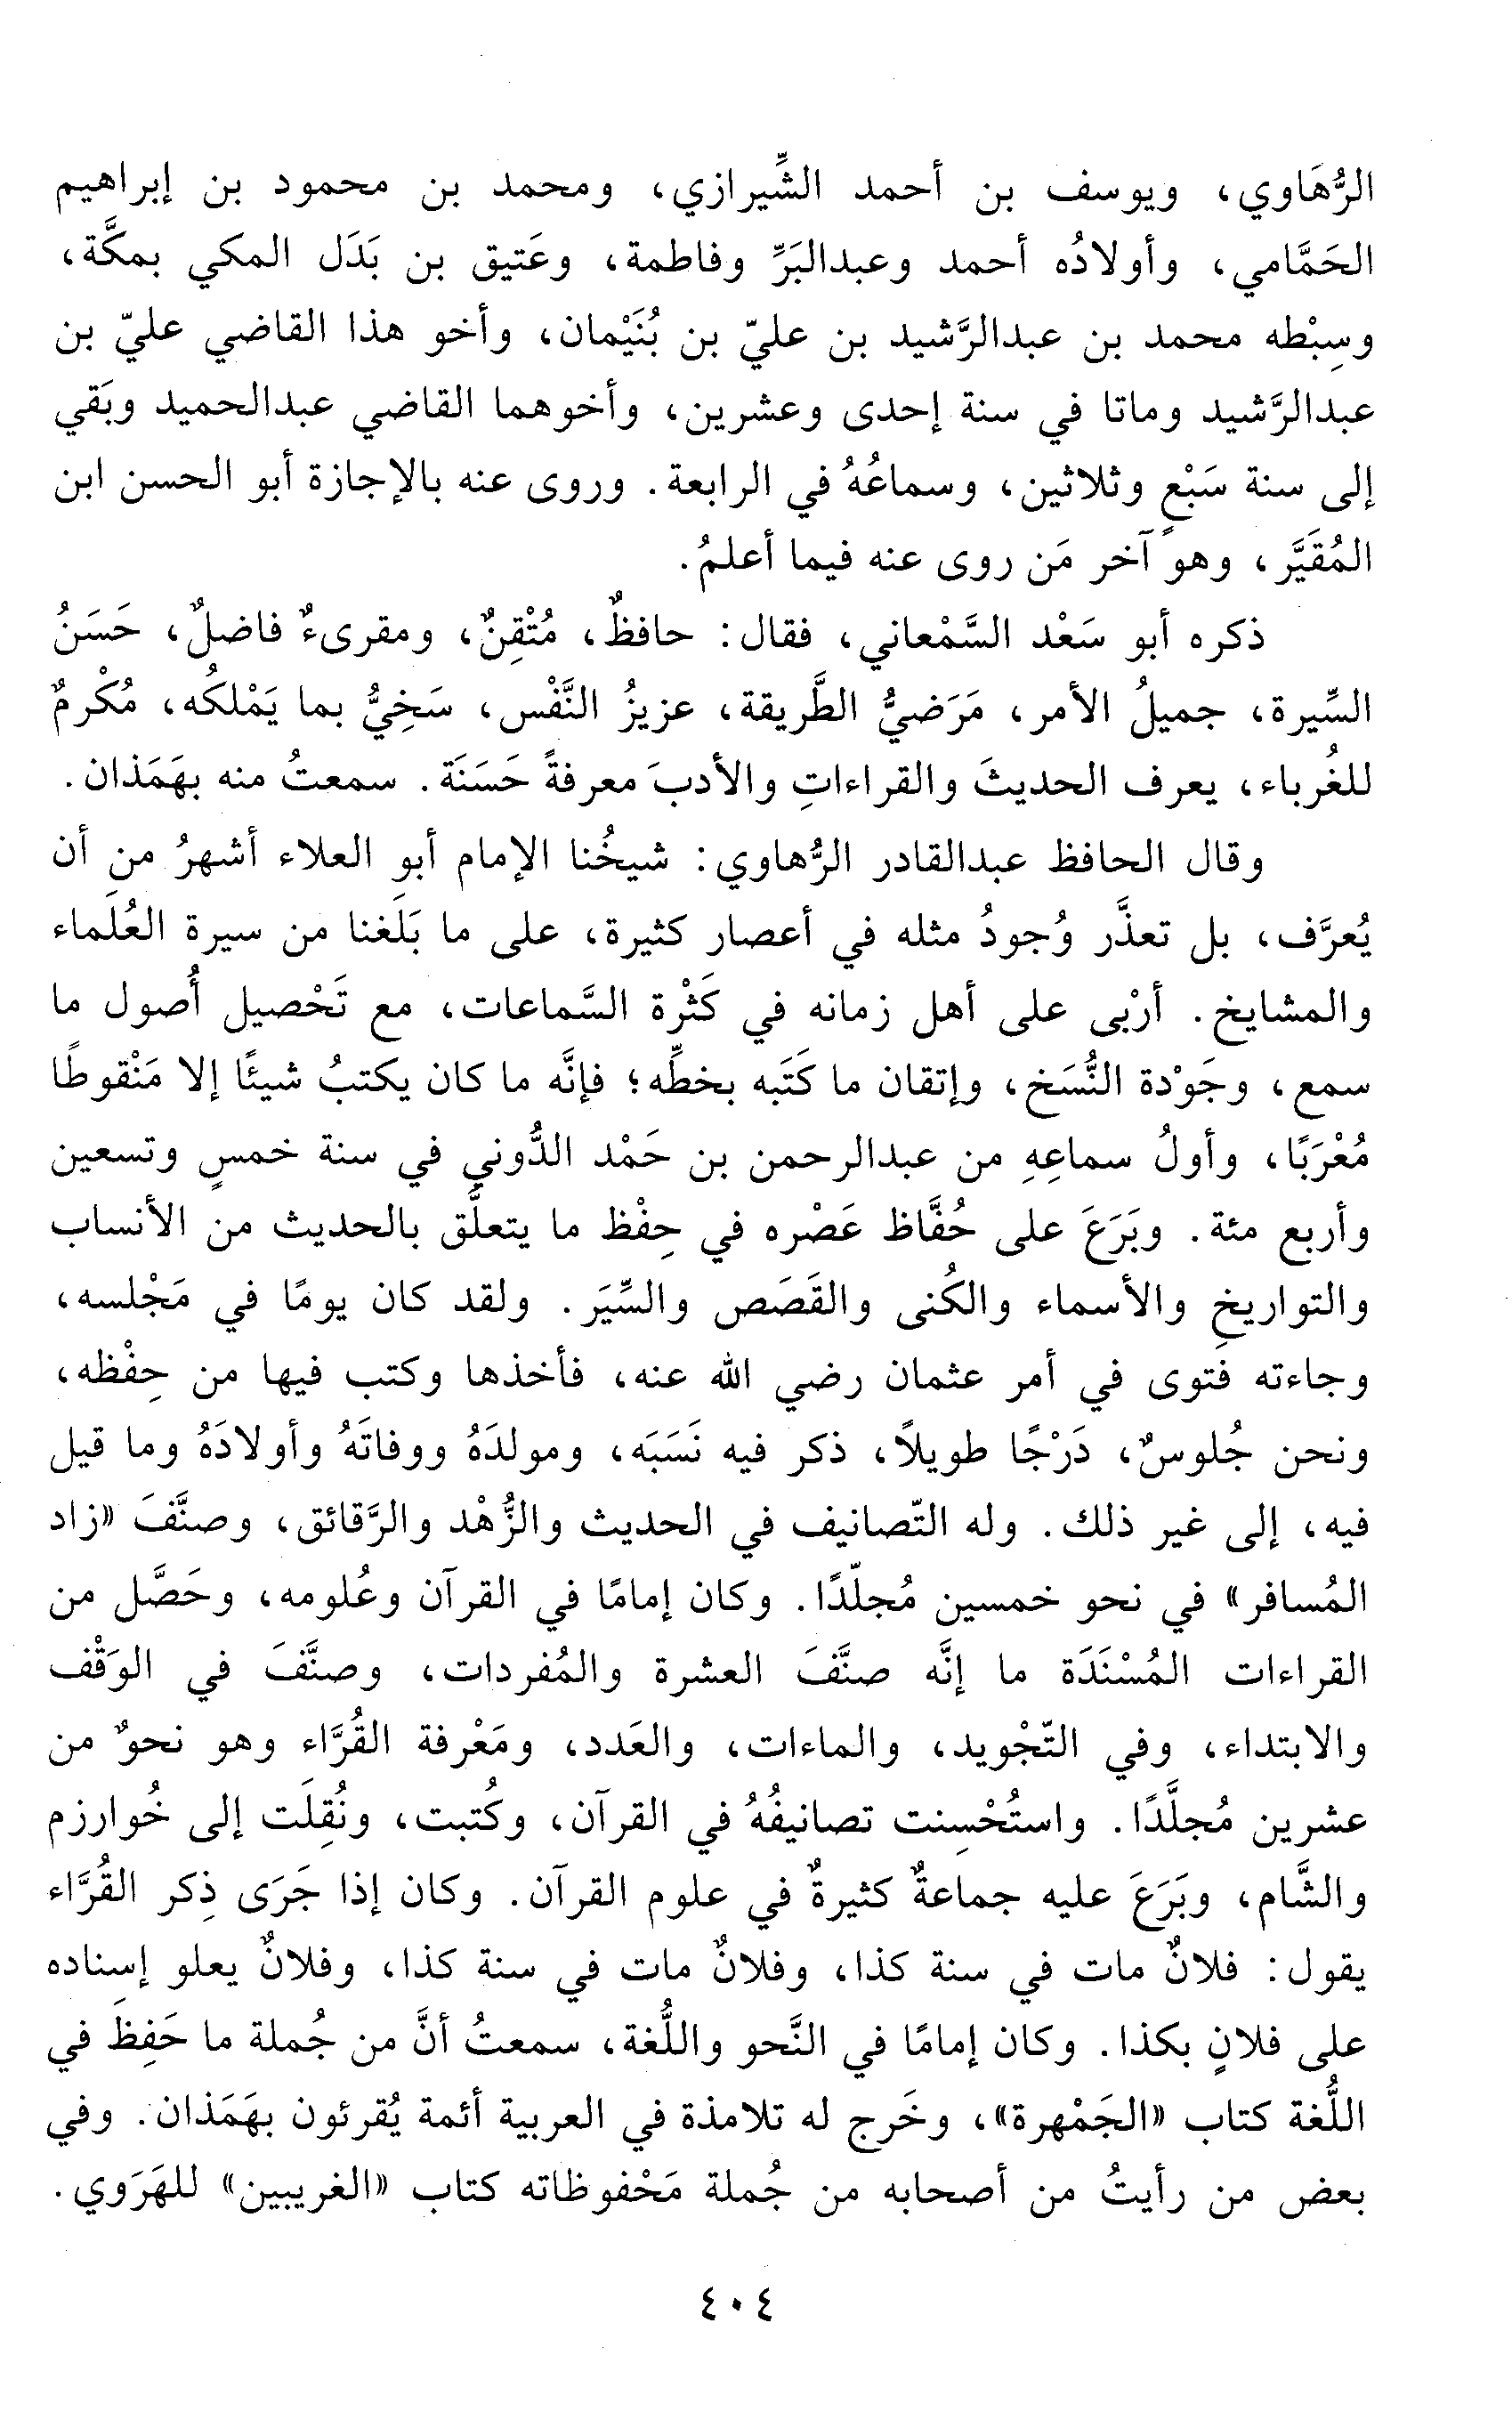 الرُّهَاوي، ويوسف بن أحمد الشِّيرازي، ومحمد بن محمود بن إبراهيم
الحَمَّامي، وأولادُه أحمد وعبدالبَرِّ وفاطمة، وعَتيق بن بَدَل المكي بمكَّة،
وسِبْطه محمد بن عبدالرَّشيد بن عليّ بن بُنَيْمان، وأخو هذا القاضي عليّ بن
عبدالرَّشيد وماتا في سنة إحدى وعشرين، وأخوهما القاضي عبدالحميد وبَقي
إلى سنة سَبْعٍ وثلاثين، وسماعُهُ في الرابعة. وروى عنه بالإجازة أبو الحسن ابن
المُقَيَّر، وهو آخر مَن روى عنه فيما أعلمُ.
ذكره أبو سَعْد السَّمْعاني، فقال: حافظٌ، مُتْقِنٌ، ومقرىءٌ فاضلٌ، حَسَنُ
السِّيرة، جميلُ الأمر، مَرَضيُّ الطَّريقة، عزيزُ النَّفْس، سَخِيُّ بما يَمْلكُه، مُكْرمٌ
للغُرباء، يعرف الحديثَ والقراءاتِ والأدبَ معرفةً حَسَنَة. سمعتُ منه بهَمَذان.
وقال الحافظ عبدالقادر الرُّهاوي: شيخُنا الإمام أبو العلاء أشهرُ من أن
يُعرَّف، بل تعذَّر وُجودُ مثله في أعصار كثيرة، على ما بَلَغنا من سيرة العُلَماء
والمشايخ. أرْبى على أهل زمانه في كَثْرة السَّماعات، مع تَحْصيل أُصول ما
سمع، وجَوْدة النُّسَخ، وإتقان ما كَتَبه بخطِّه؛ فإنَّه ما كان يكتبُ شيئًا إلا مَنْقوطًا
مُعْرَبًا، وأولُ سماعِهِ من عبدالرحمن بن حَمْد الدُّوني في سنة خمسٍ وتسعين
وأربع مئة. وبَرَعَ على حُفَّاظ عَصْره في حِفْظ ما يتعلَّق بالحديث من الأنساب
والتواريخِ والأسماء والكُنى والقَصَص والسِّيَر. ولقد كان يومًا في مَجْلسه،
وجاءته فتوى في أمر عثمان رضي الله عنه، فأخذها وكتب فيها من حِفْظه،
ونحن جُلوسٌ، دَرْجًا طويلاً، ذكر فيه نَسَبَه، ومولدَهُ ووفاتَهُ وأولادَهُ وما قيل
فيه، إلى غير ذلك. وله التّصانيف في الحديث والزُّهْد والرَّقائق، وصنَّفَ «زاد
المُسافر» في نحو خمسين مُجلّدًا. وكان إمامًا في القرآن وعُلومه، وحَصَّل من
القراءات المُسْنَدَة ما إنَّه صنَّفَ العشرة والمُفردات، وصنَّفَ في الوَقْف
والابتداء، وفي التّجْويد، والماءات، والعَدد، ومَعْرفة القُرَّاء وهو نحوٌ من
عشرين مُجلَّدًا. واستُحْسِنت تصانيفُهُ في القرآن، وكُتبت، ونُقِلَت إلى خُوارزم
والشَّام، وبَرَعَ عليه جماعةٌ كثيرةٌ في علوم القرآن. وكان إذا جَرَى ذِكر القُرَّاء
يقول: فلانٌ مات في سنة كذا، وفلانٌ مات في سنة كذا، وفلانٌ يعلو إسناده
على فلانٍ بكذا. وكان إمامًا في النَّحو واللُّغة، سمعتُ أنَّ من جُملة ما حَفِظَ في
اللُّغة كتاب «الجَمْهرة»، وخَرج له تلامذة في العربية أئمة يُقرئون بهَمَذان. وفي
بعض من رأيتُ من أصحابه من جُملة مَحْفوظاته كتاب «الغريبين» للهَرَوي.
٤٠٤